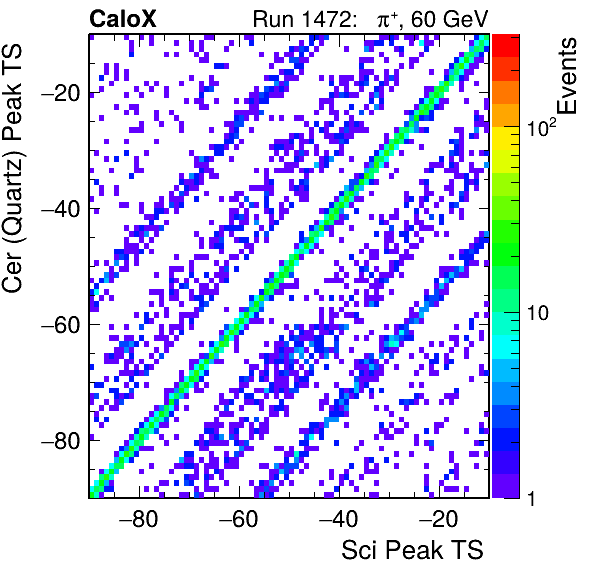 CaloX Run 1472: π⁺, 60 GeV
Cer (Quartz) Peak TS
−20
−40
−60
−80
−80 −60 −40 −20
Sci Peak TS
Events
10²
10
1